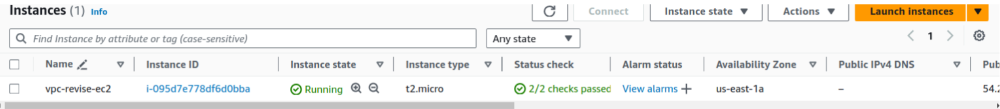 Instances (1) Info Connect Instance state Actions Launch instances
Find Instance by attribute or tag (case-sensitive) Any state 1
Name Instance ID Instance state Instance type Status check Alarm status Availability Zone Public IPv4 DNS Pub
vpc-revise-ec2 i-095d7e778df6d0bba Running t2.micro 2/2 checks passed View alarms + us-east-1a – 54.2